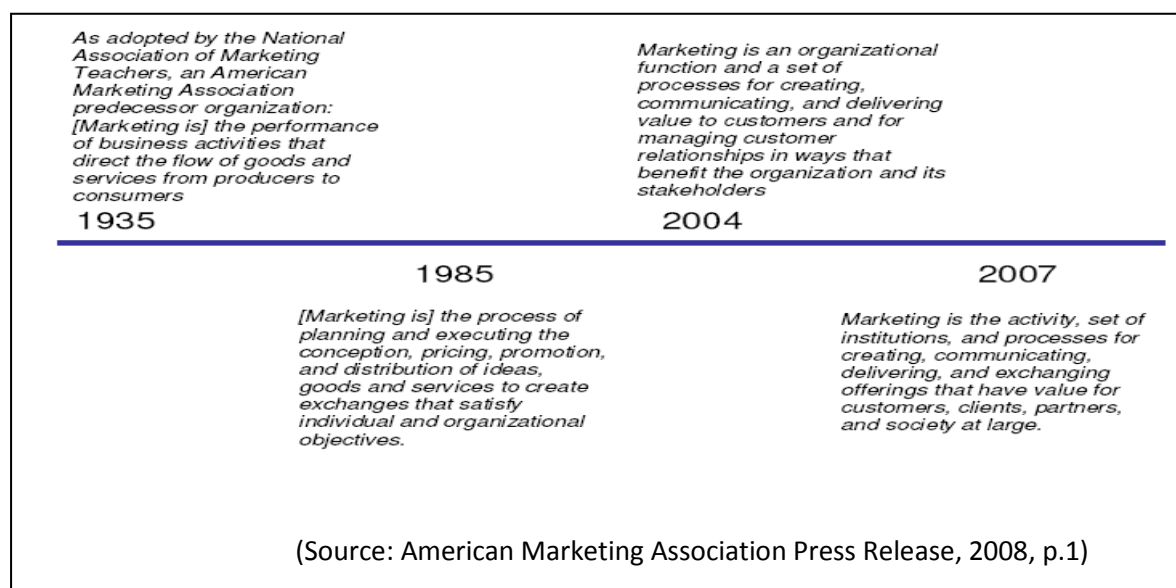 As adopted by the National
Association of Marketing
Teachers, an American
Marketing Association
predecessor organization:
[Marketing is] the performance
of business activities that
direct the flow of goods and
services from producers to
consumers
1935
Marketing is an organizational
function and a set of
processes for creating,
communicating, and delivering
value to customers and for
managing customer
relationships in ways that
benefit the organization and its
stakeholders
2004
1985
[Marketing is] the process of
planning and executing the
conception, pricing, promotion,
and distribution of ideas,
goods and services to create
exchanges that satisfy
individual and organizational
objectives.
2007
Marketing is the activity, set of
institutions, and processes for
creating, communicating,
delivering, and exchanging
offerings that have value for
customers, clients, partners,
and society at large.
(Source: American Marketing Association Press Release, 2008, p.1)